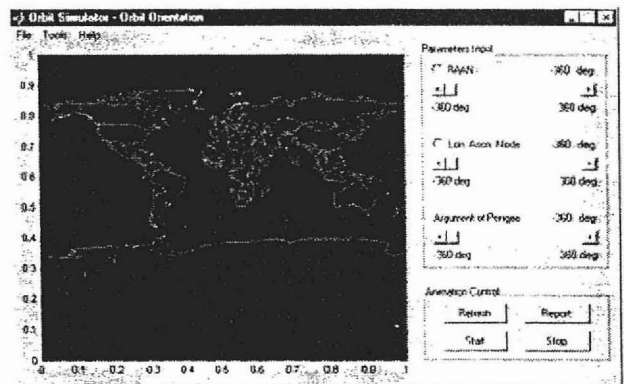 Orbit Simulator - Orbit Orientation
File Tools Help
Parameters Input
RAAN -360 deg
-360 deg 360 deg
Lon. Ascn. Node -360 deg
-360 deg 360 deg
Argument of Perigee -360 deg
-360 deg 360 deg
Animation Control
Refresh Report
Start Stop
1
0.9
0.8
0.7
0.6
0.5
0.4
0.3
0.2
0.1
0
0 0.1 0.2 0.3 0.4 0.5 0.6 0.7 0.8 0.9 1